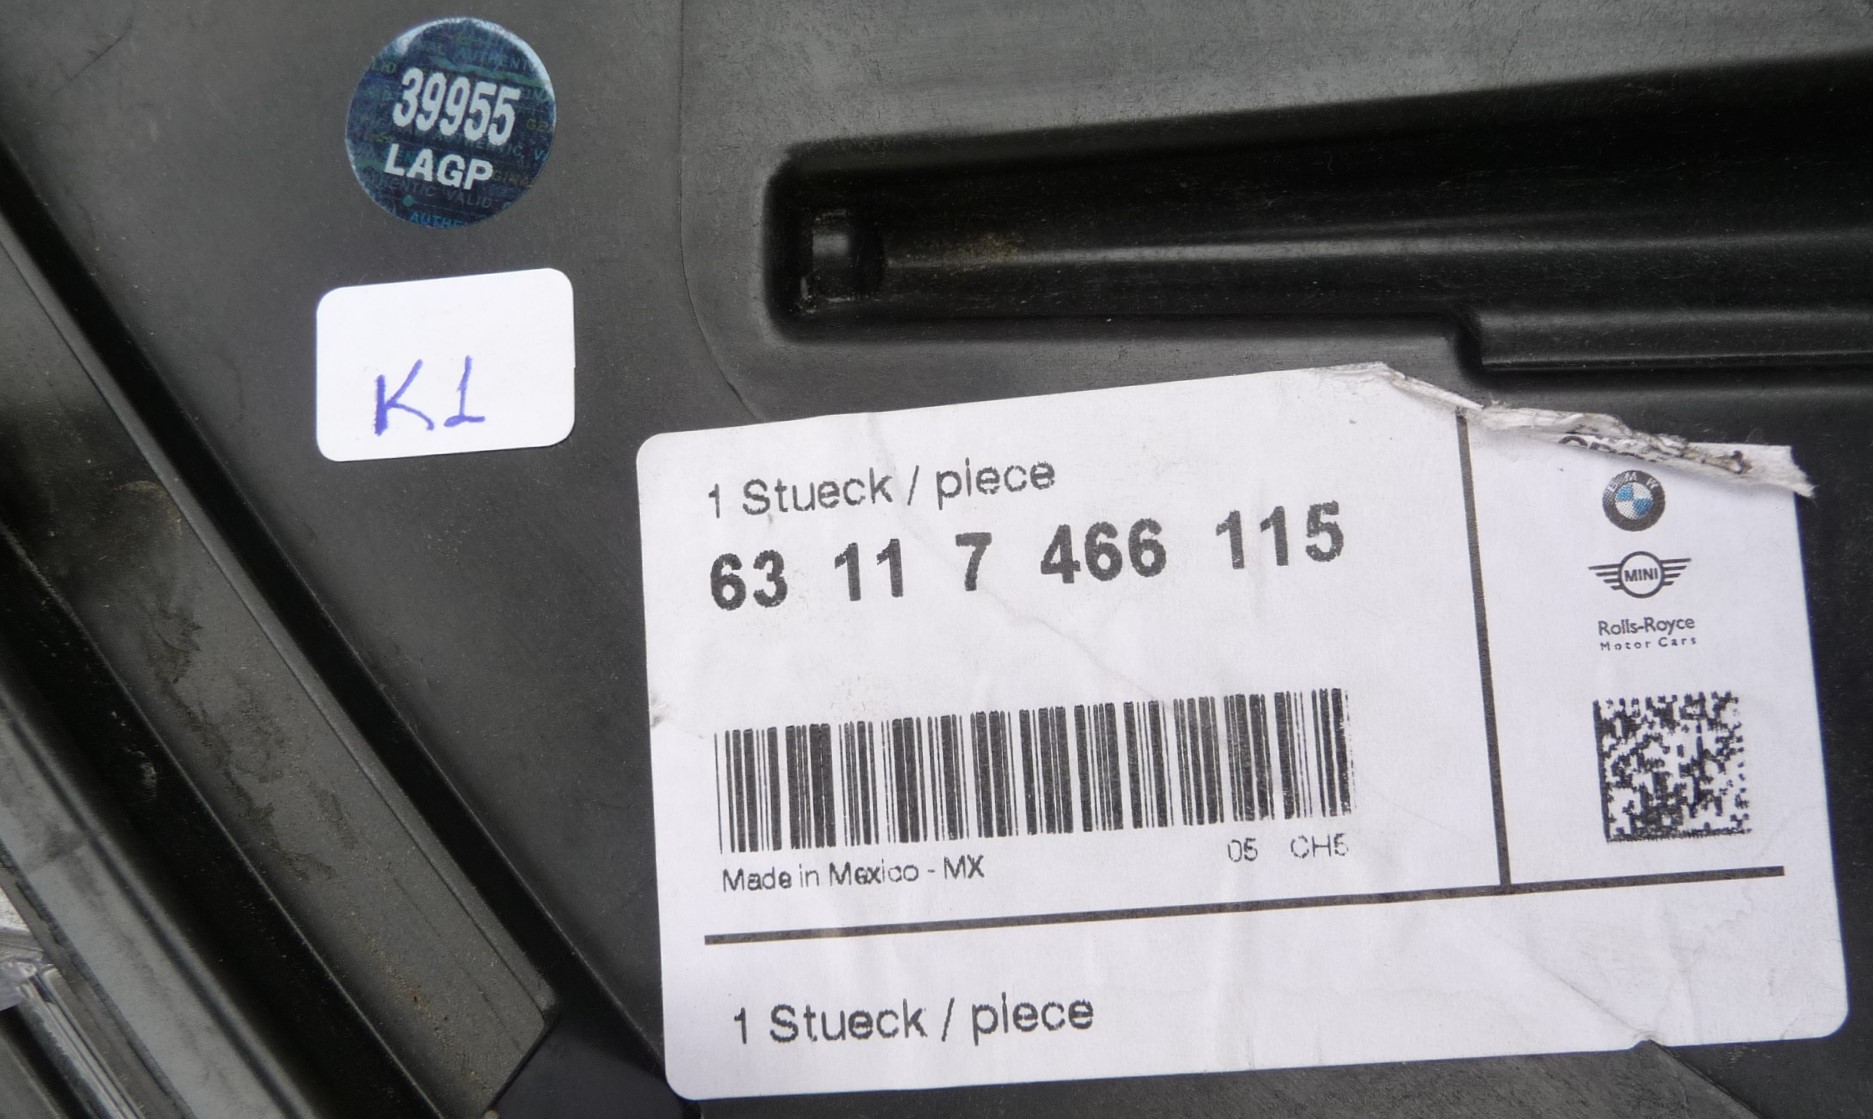 39955
LAGP
K1
1 Stueck / piece
63 11 7 466 115
BMW
MINI
Rolls-Royce
Motor Cars
Made in Mexico - MX
05 CH5
1 Stueck / piece